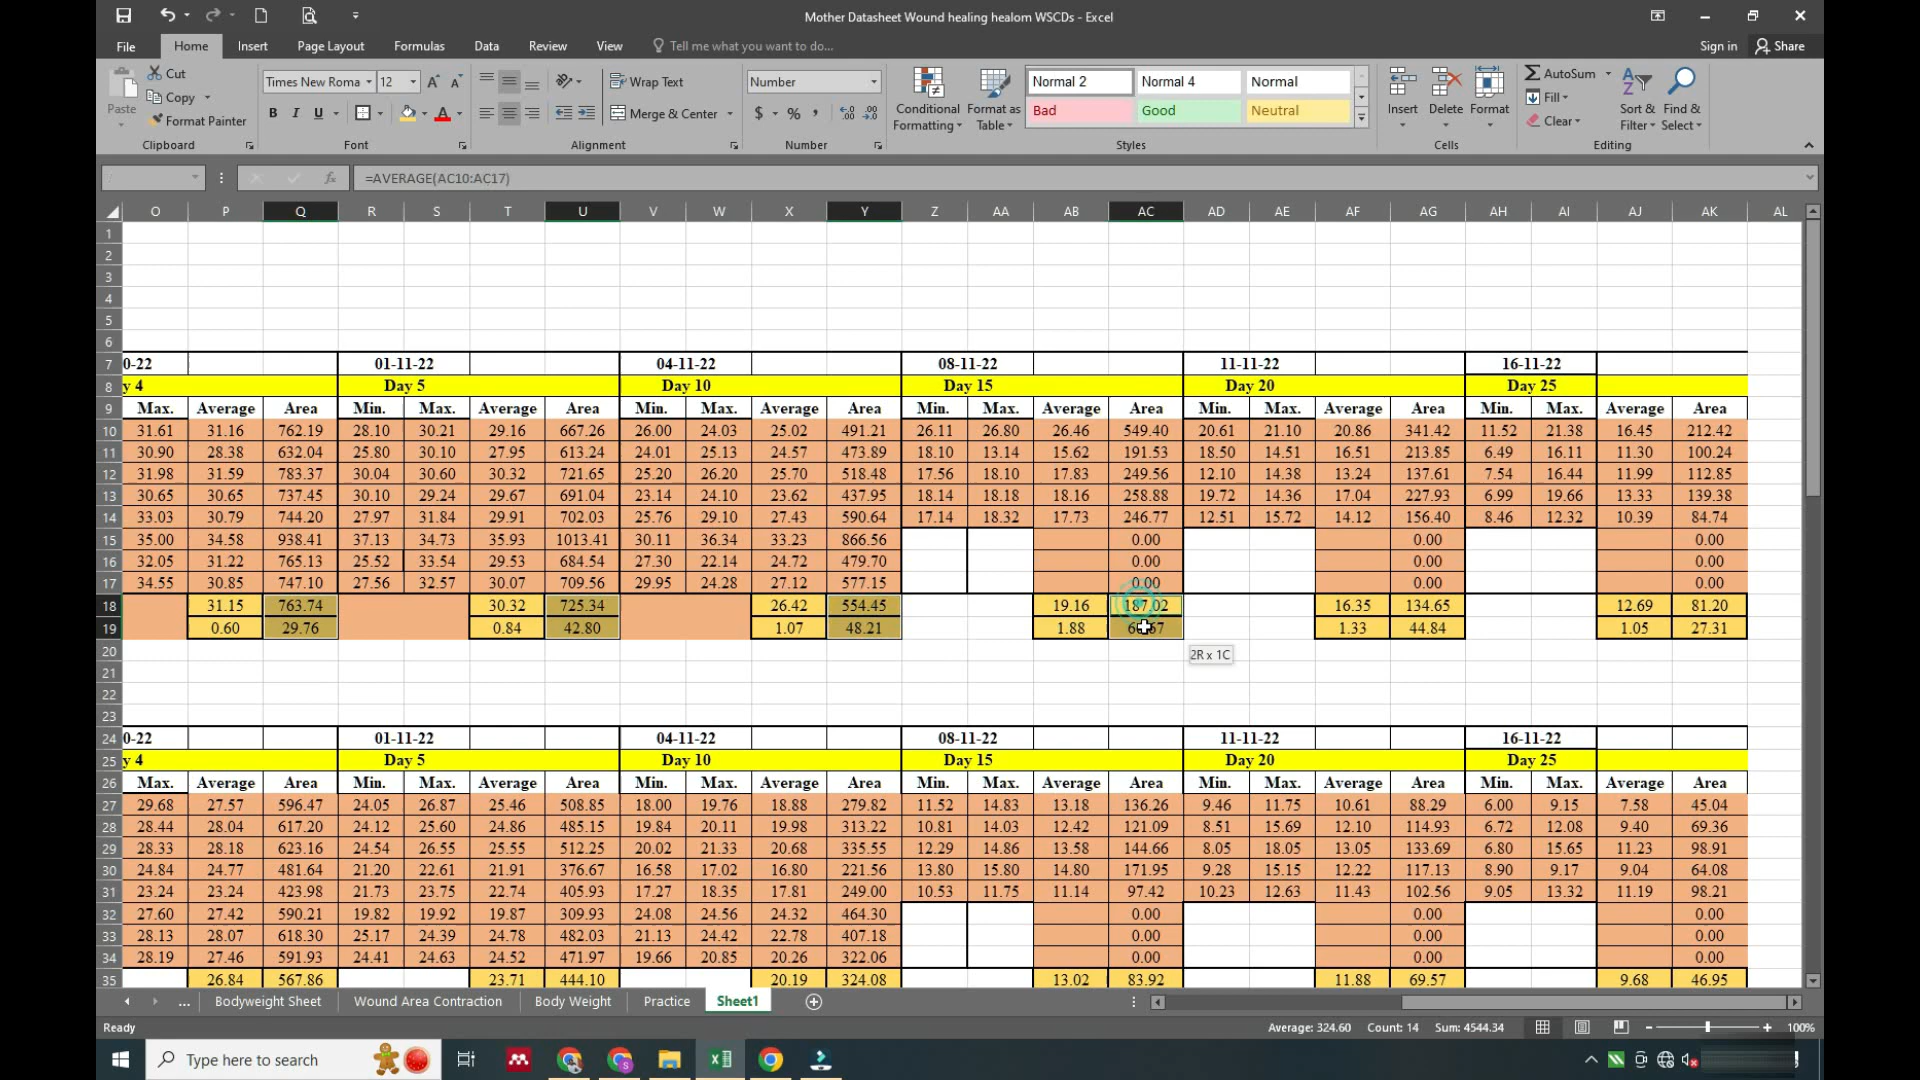 Mother Datasheet Wound healing healom WSCDs - Excel
File Home Insert Page Layout Formulas Data Review View Tell me what you want to do... Sign in Share
Cut
Copy
Format Painter
Paste
Times New Roma 12
B I U
Wrap Text
Merge & Center
Number
$ % ,
Conditional Formatting
Format as Table
Normal 2 Normal 4 Normal
Bad Good Neutral
Insert Delete Format
AutoSum
Fill
Clear
Sort & Filter
Find & Select
Clipboard Font Alignment Number Styles Cells Editing
fx =AVERAGE(AC10:AC17)
O P Q R S T U V W X Y Z AA AB AC AD AE AF AG AH AI AJ AK AL
1
2
3
4
5
6
7 0-22 01-11-22 04-11-22 08-11-22 11-11-22 16-11-22
8 y 4 Day 5 Day 10 Day 15 Day 20 Day 25
9 Max. Average Area Min. Max. Average Area Min. Max. Average Area Min. Max. Average Area Min. Max. Average Area Min. Max. Average Area
10 31.61 31.16 762.19 28.10 30.21 29.16 667.26 26.00 24.03 25.02 491.21 26.11 26.80 26.46 549.40 20.61 21.10 20.86 341.42 11.52 21.38 16.45 212.42
11 30.90 28.38 632.04 25.80 30.10 27.95 613.24 24.01 25.13 24.57 473.89 18.10 13.14 15.62 191.53 18.50 14.51 16.51 213.85 6.49 16.11 11.30 100.24
12 31.98 31.59 783.37 30.04 30.60 30.32 721.65 25.20 26.20 25.70 518.48 17.56 18.10 17.83 249.56 12.10 14.38 13.24 137.61 7.54 16.44 11.99 112.85
13 30.65 30.65 737.45 30.10 29.24 29.67 691.04 23.14 24.10 23.62 437.95 18.14 18.18 18.16 258.88 19.72 14.36 17.04 227.93 6.99 19.66 13.33 139.38
14 33.03 30.79 744.20 27.97 31.84 29.91 702.03 25.76 29.10 27.43 590.64 17.14 18.32 17.73 246.77 12.51 15.72 14.12 156.40 8.46 12.32 10.39 84.74
15 35.00 34.58 938.41 37.13 34.73 35.93 1013.41 30.11 36.34 33.23 866.56 0.00 0.00 0.00
16 32.05 31.22 765.13 25.52 33.54 29.53 684.54 27.30 22.14 24.72 479.70 0.00 0.00 0.00
17 34.55 30.85 747.10 27.56 32.57 30.07 709.56 29.95 24.28 27.12 577.15 0.00 0.00 0.00
18 31.15 763.74 30.32 725.34 26.42 554.45 19.16 187.02 16.35 134.65 12.69 81.20
19 0.60 29.76 0.84 42.80 1.07 48.21 1.88 1.33 44.84 1.05 27.31
20 2R x 1C
21
22
23
24 0-22 01-11-22 04-11-22 08-11-22 11-11-22 16-11-22
25 y 4 Day 5 Day 10 Day 15 Day 20 Day 25
26 Max. Average Area Min. Max. Average Area Min. Max. Average Area Min. Max. Average Area Min. Max. Average Area Min. Max. Average Area
27 29.68 27.57 596.47 24.05 26.87 25.46 508.85 18.00 19.76 18.88 279.82 11.52 14.83 13.18 136.26 9.46 11.75 10.61 88.29 6.00 9.15 7.58 45.04
28 28.44 28.04 617.20 24.12 25.60 24.86 485.15 19.84 20.11 19.98 313.22 10.81 14.03 12.42 121.09 8.51 15.69 12.10 114.93 6.72 12.08 9.40 69.36
29 28.33 28.18 623.16 24.54 26.55 25.55 512.25 20.02 21.33 20.68 335.55 12.29 14.86 13.58 144.66 8.05 18.05 13.05 133.69 6.80 15.65 11.23 98.91
30 24.84 24.77 481.64 21.20 22.61 21.91 376.67 16.58 17.02 16.80 221.56 13.80 15.80 14.80 171.95 9.28 15.15 12.22 117.13 8.90 9.17 9.04 64.08
31 23.24 23.24 423.98 21.73 23.75 22.74 405.93 17.27 18.35 17.81 249.00 10.53 11.75 11.14 97.42 10.23 12.63 11.43 102.56 9.05 13.32 11.19 98.21
32 27.60 27.42 590.21 19.82 19.92 19.87 309.93 24.08 24.56 24.32 464.30 0.00 0.00 0.00
33 28.13 28.07 618.30 25.17 24.39 24.78 482.03 21.13 24.42 22.78 407.18 0.00 0.00 0.00
34 28.19 27.46 591.93 24.41 24.63 24.52 471.97 19.66 20.85 20.26 322.06 0.00 0.00 0.00
35 26.84 567.86 23.71 444.10 20.19 324.08 13.02 83.92 11.88 69.57 9.68 46.95
... Bodyweight Sheet Wound Area Contraction Body Weight Practice Sheet1
Ready Average: 324.60 Count: 14 Sum: 4544.34 100%
Type here to search